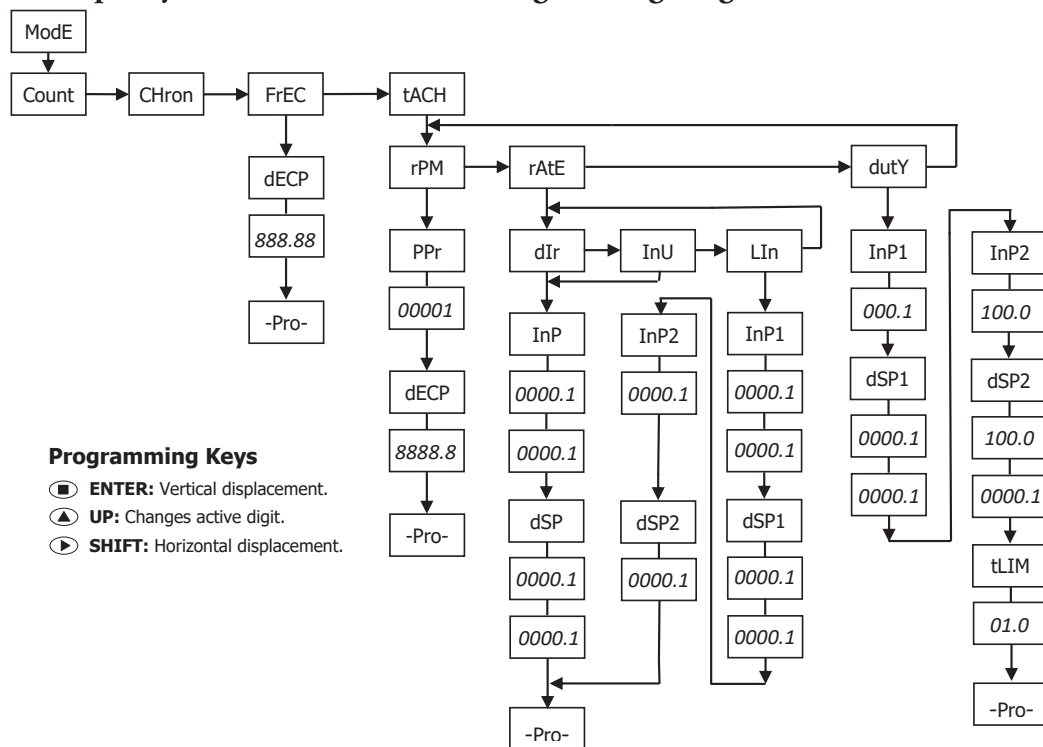 ModE
Count
CHron
FrEC
tACH
dECP
888.88
-Pro-
rPM
PPr
00001
dECP
8888.8
-Pro-
rAtE
dIr
InP
0000.1
0000.1
dSP
0000.1
0000.1
-Pro-
InU
LIn
InP1
0000.1
0000.1
dSP1
0000.1
0000.1
InP2
0000.1
dSP2
0000.1
dutY
InP1
000.1
dSP1
0000.1
0000.1
InP2
100.0
dSP2
100.0
0000.1
tLIM
01.0
-Pro-
Programming Keys
ENTER: Vertical displacement.
UP: Changes active digit.
SHIFT: Horizontal displacement.